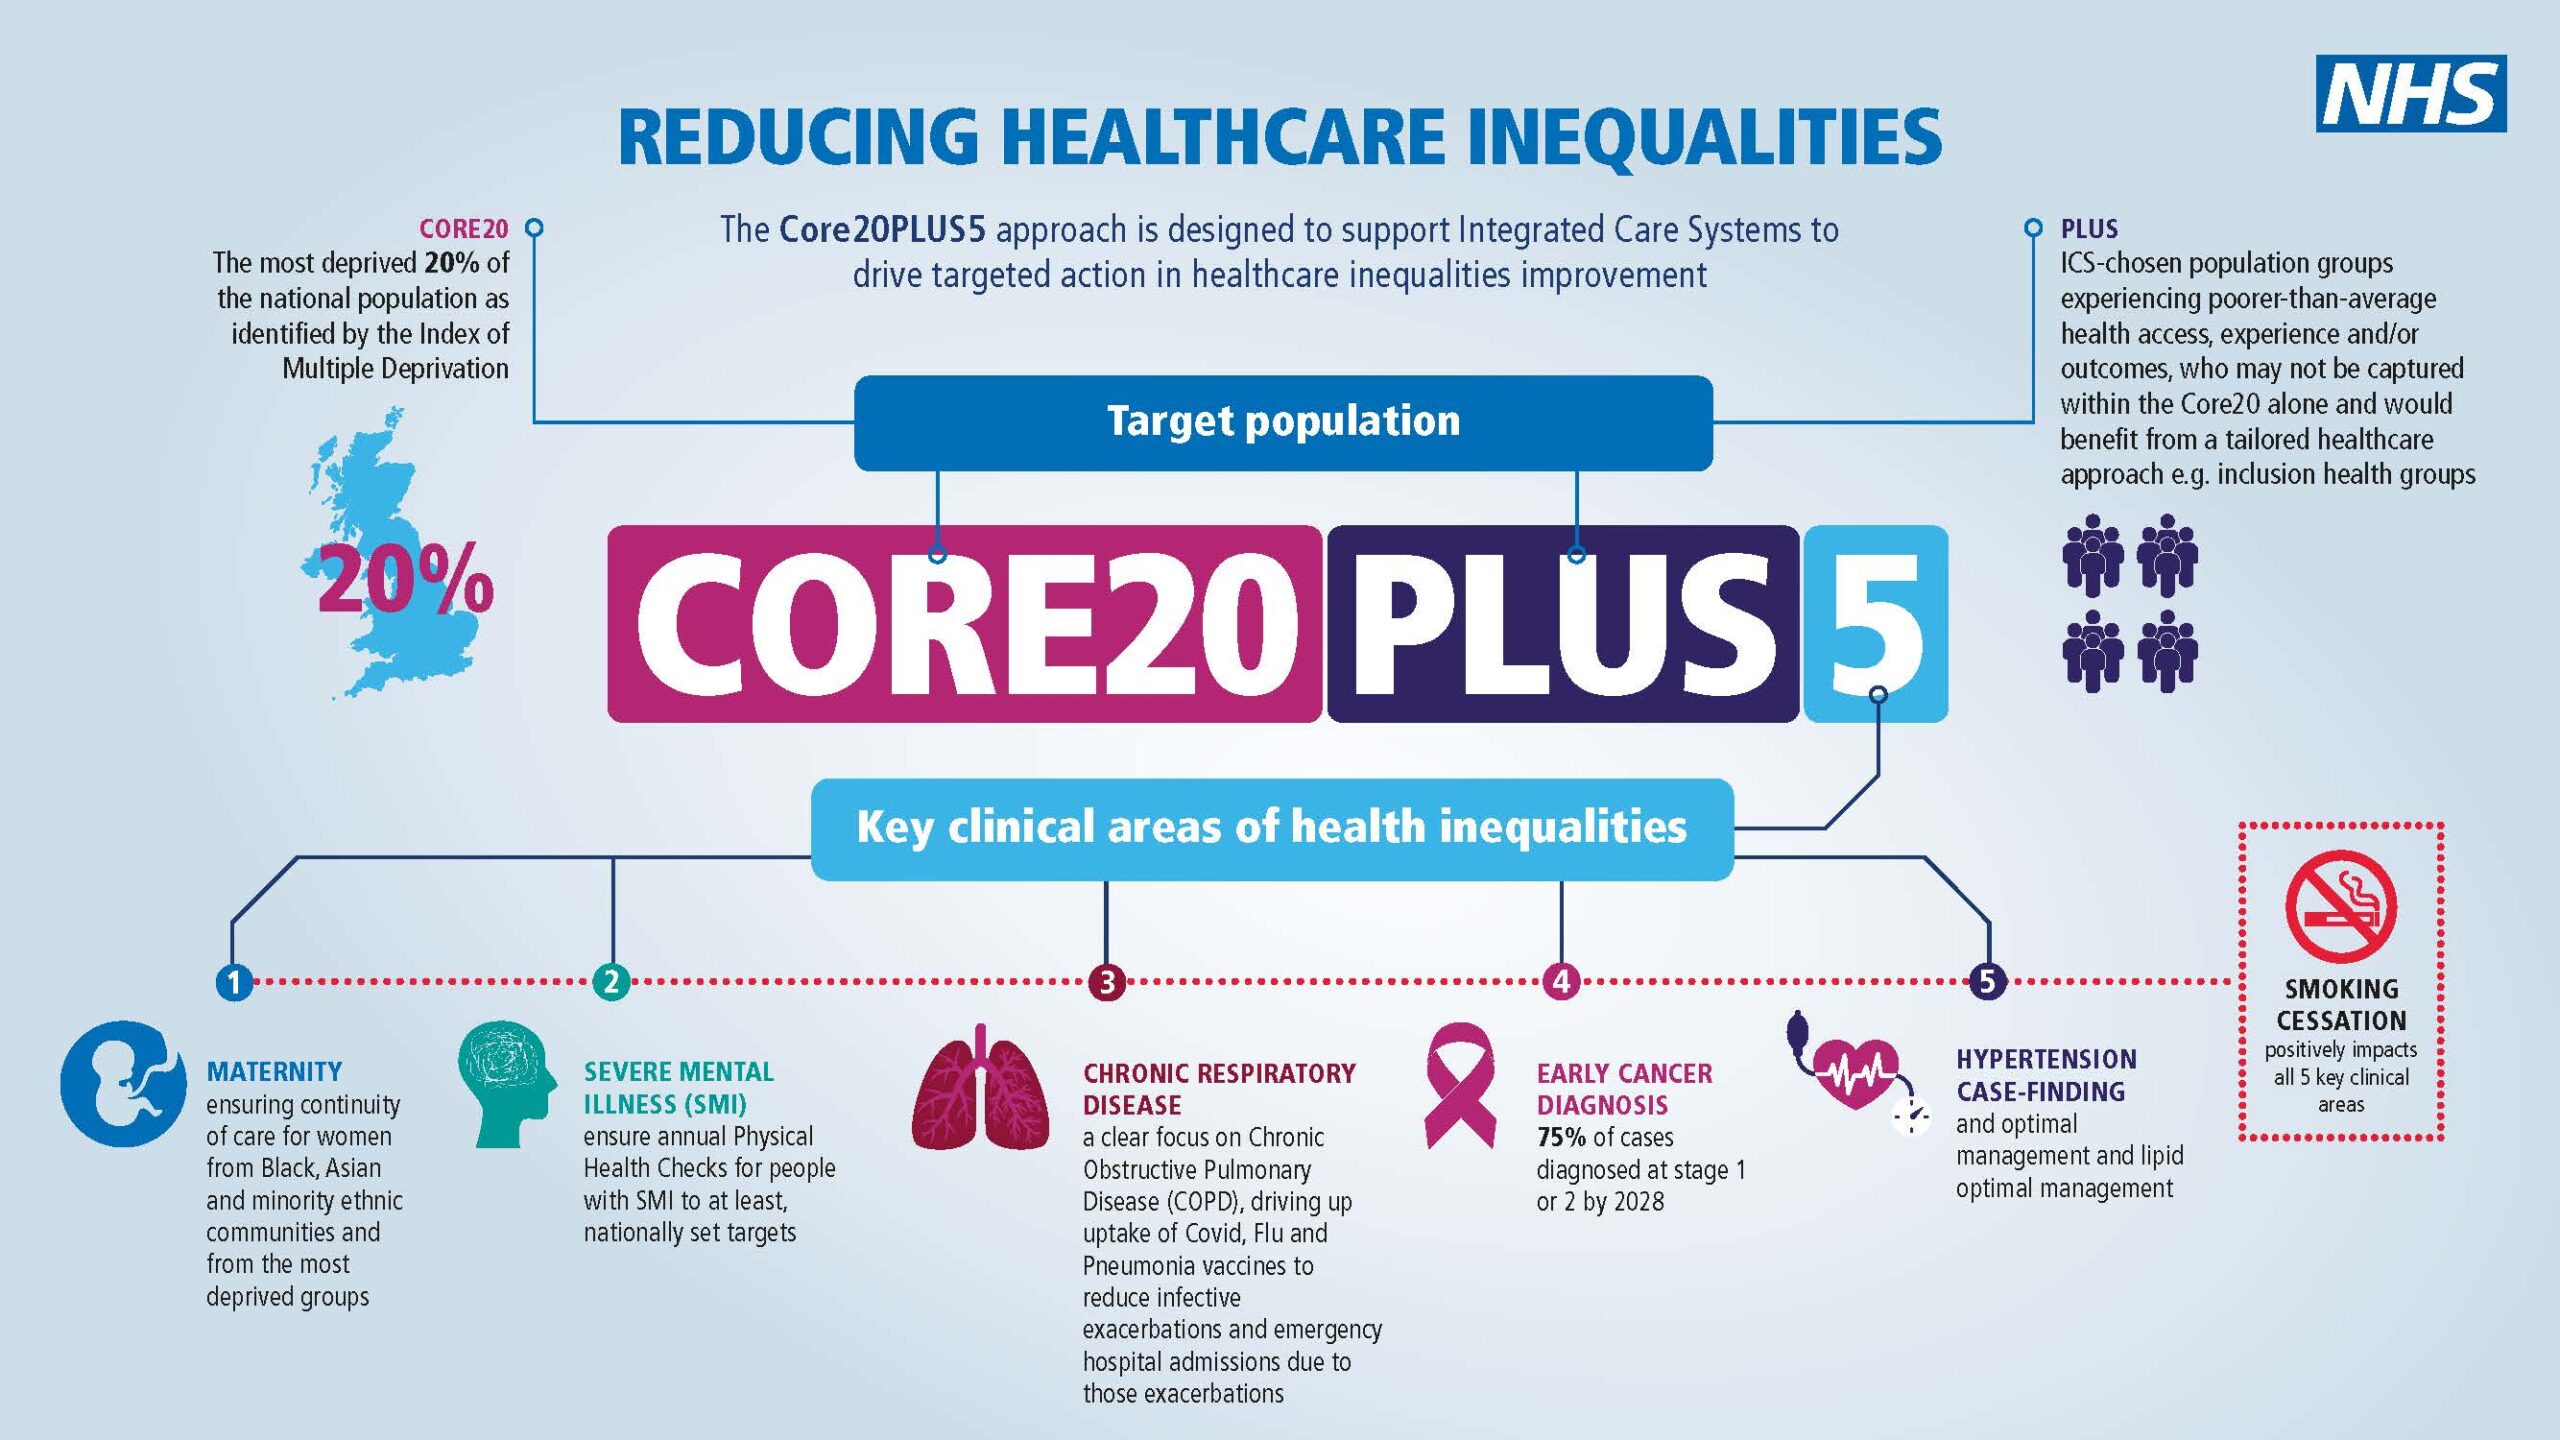 NHS
REDUCING HEALTHCARE INEQUALITIES
The Core20PLUS5 approach is designed to support Integrated Care Systems to
drive targeted action in healthcare inequalities improvement
CORE20
The most deprived 20% of
the national population as
identified by the Index of
Multiple Deprivation
20%
PLUS
ICS-chosen population groups
experiencing poorer-than-average
health access, experience and/or
outcomes, who may not be captured
within the Core20 alone and would
benefit from a tailored healthcare
approach e.g. inclusion health groups
Target population
CORE20 PLUS 5
Key clinical areas of health inequalities
1
MATERNITY
ensuring continuity
of care for women
from Black, Asian
and minority ethnic
communities and
from the most
deprived groups
2
SEVERE MENTAL
ILLNESS (SMI)
ensure annual Physical
Health Checks for people
with SMI to at least,
nationally set targets
3
CHRONIC RESPIRATORY
DISEASE
a clear focus on Chronic
Obstructive Pulmonary
Disease (COPD), driving up
uptake of Covid, Flu and
Pneumonia vaccines to
reduce infective
exacerbations and emergency
hospital admissions due to
those exacerbations
4
EARLY CANCER
DIAGNOSIS
75% of cases
diagnosed at stage 1
or 2 by 2028
5
HYPERTENSION
CASE-FINDING
and optimal
management and lipid
optimal management
SMOKING
CESSATION
positively impacts
all 5 key clinical
areas